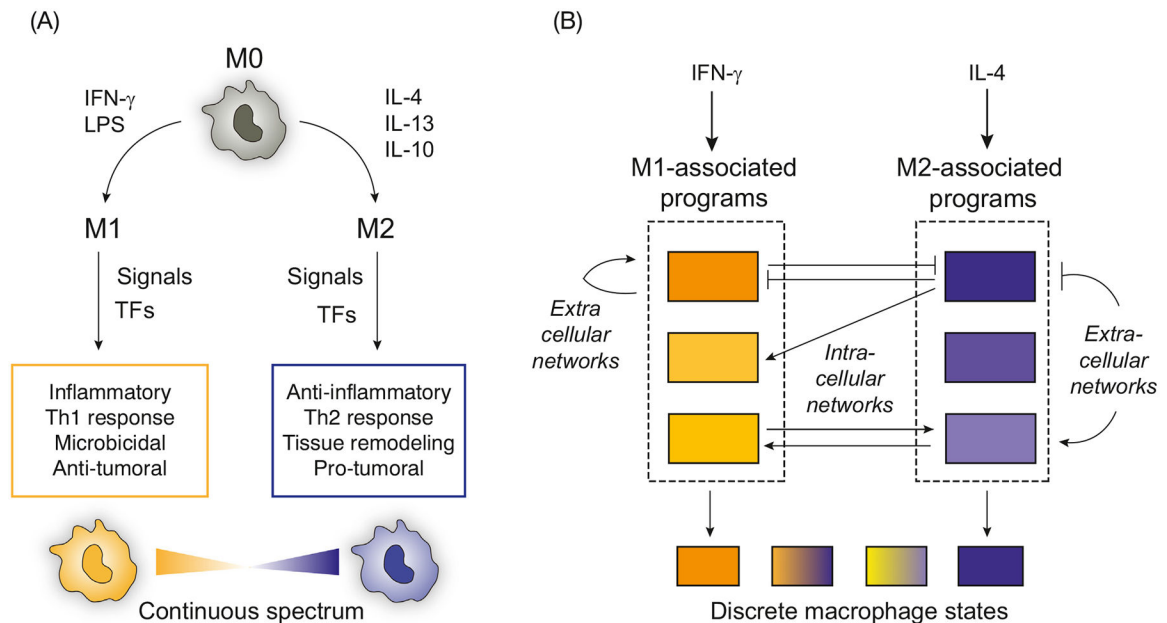 (A)
M0
IFN-γ
LPS
IL-4
IL-13
IL-10
M1
M2
Signals
TFs
Signals
TFs
Inflammatory
Th1 response
Microbicidal
Anti-tumoral
Anti-inflammatory
Th2 response
Tissue remodeling
Pro-tumoral
Continuous spectrum
(B)
IFN-γ
IL-4
M1-associated
programs
M2-associated
programs
Extra
cellular
networks
Intra-
cellular
networks
Extra-
cellular
networks
Discrete macrophage states